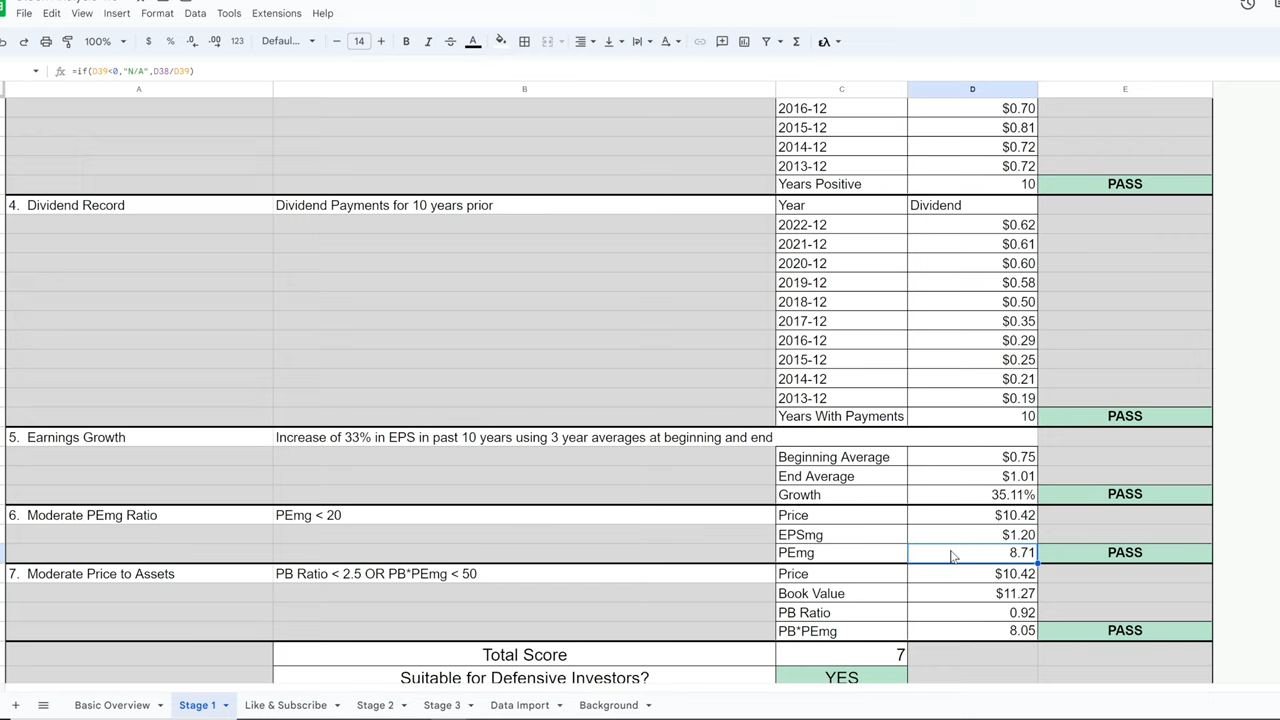 File Edit View Insert Format Data Tools Extensions Help
100% $ % .0 .00 123 Defaul... 14 B I A
fx =if(D39<0,"N/A",D38/D39)
A B C D E
2016-12 $0.70
2015-12 $0.81
2014-12 $0.72
2013-12 $0.72
Years Positive 10 PASS
4. Dividend Record Dividend Payments for 10 years prior Year Dividend
2022-12 $0.62
2021-12 $0.61
2020-12 $0.60
2019-12 $0.58
2018-12 $0.50
2017-12 $0.35
2016-12 $0.29
2015-12 $0.25
2014-12 $0.21
2013-12 $0.19
Years With Payments 10 PASS
5. Earnings Growth Increase of 33% in EPS in past 10 years using 3 year averages at beginning and end
Beginning Average $0.75
End Average $1.01
Growth 35.11% PASS
6. Moderate PEmg Ratio PEmg < 20 Price $10.42
EPSmg $1.20
PEmg 8.71 PASS
7. Moderate Price to Assets PB Ratio < 2.5 OR PB*PEmg < 50 Price $10.42
Book Value $11.27
PB Ratio 0.92
PB*PEmg 8.05 PASS
Total Score 7
Suitable for Defensive Investors? YES
Basic Overview Stage 1 Like & Subscribe Stage 2 Stage 3 Data Import Background